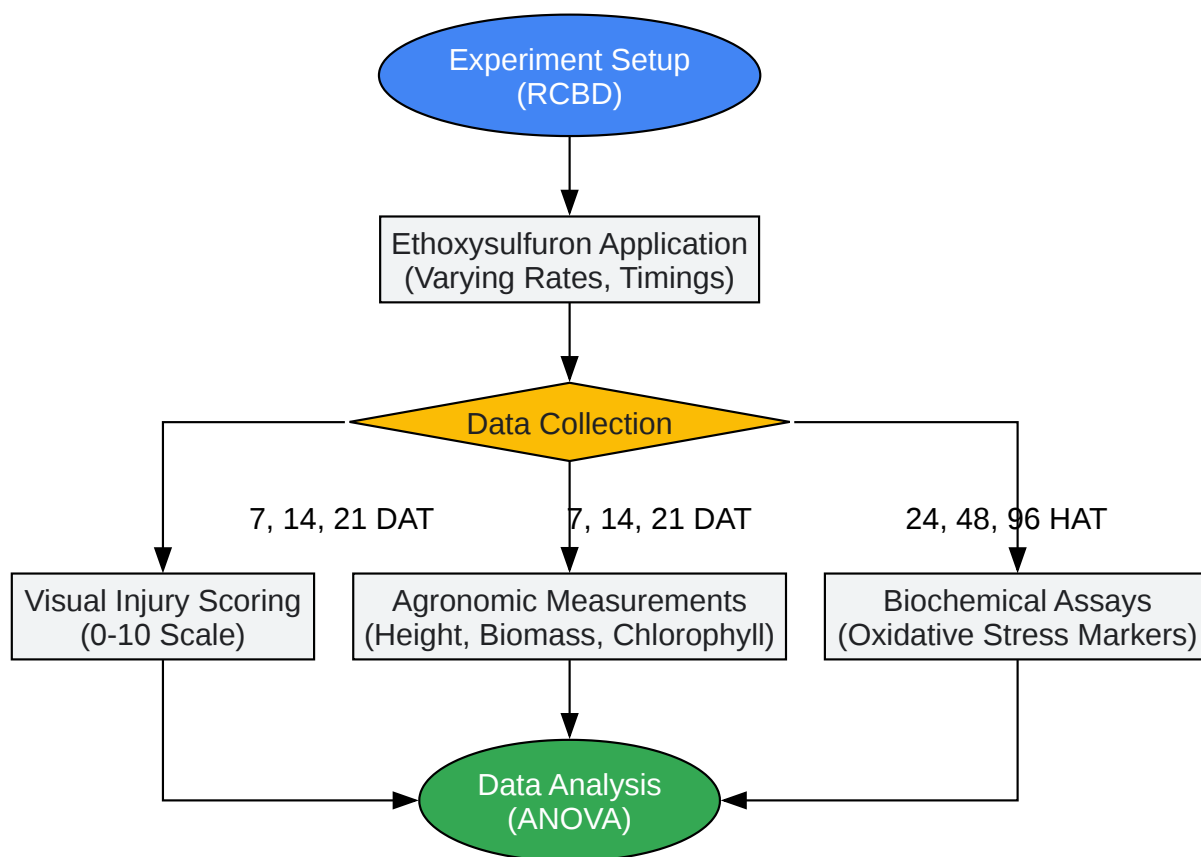 Experiment Setup
(RCBD)
Ethoxysulfuron Application
(Varying Rates, Timings)
Data Collection
7, 14, 21 DAT
7, 14, 21 DAT
24, 48, 96 HAT
Visual Injury Scoring
(0-10 Scale)
Agronomic Measurements
(Height, Biomass, Chlorophyll)
Biochemical Assays
(Oxidative Stress Markers)
Data Analysis
(ANOVA)